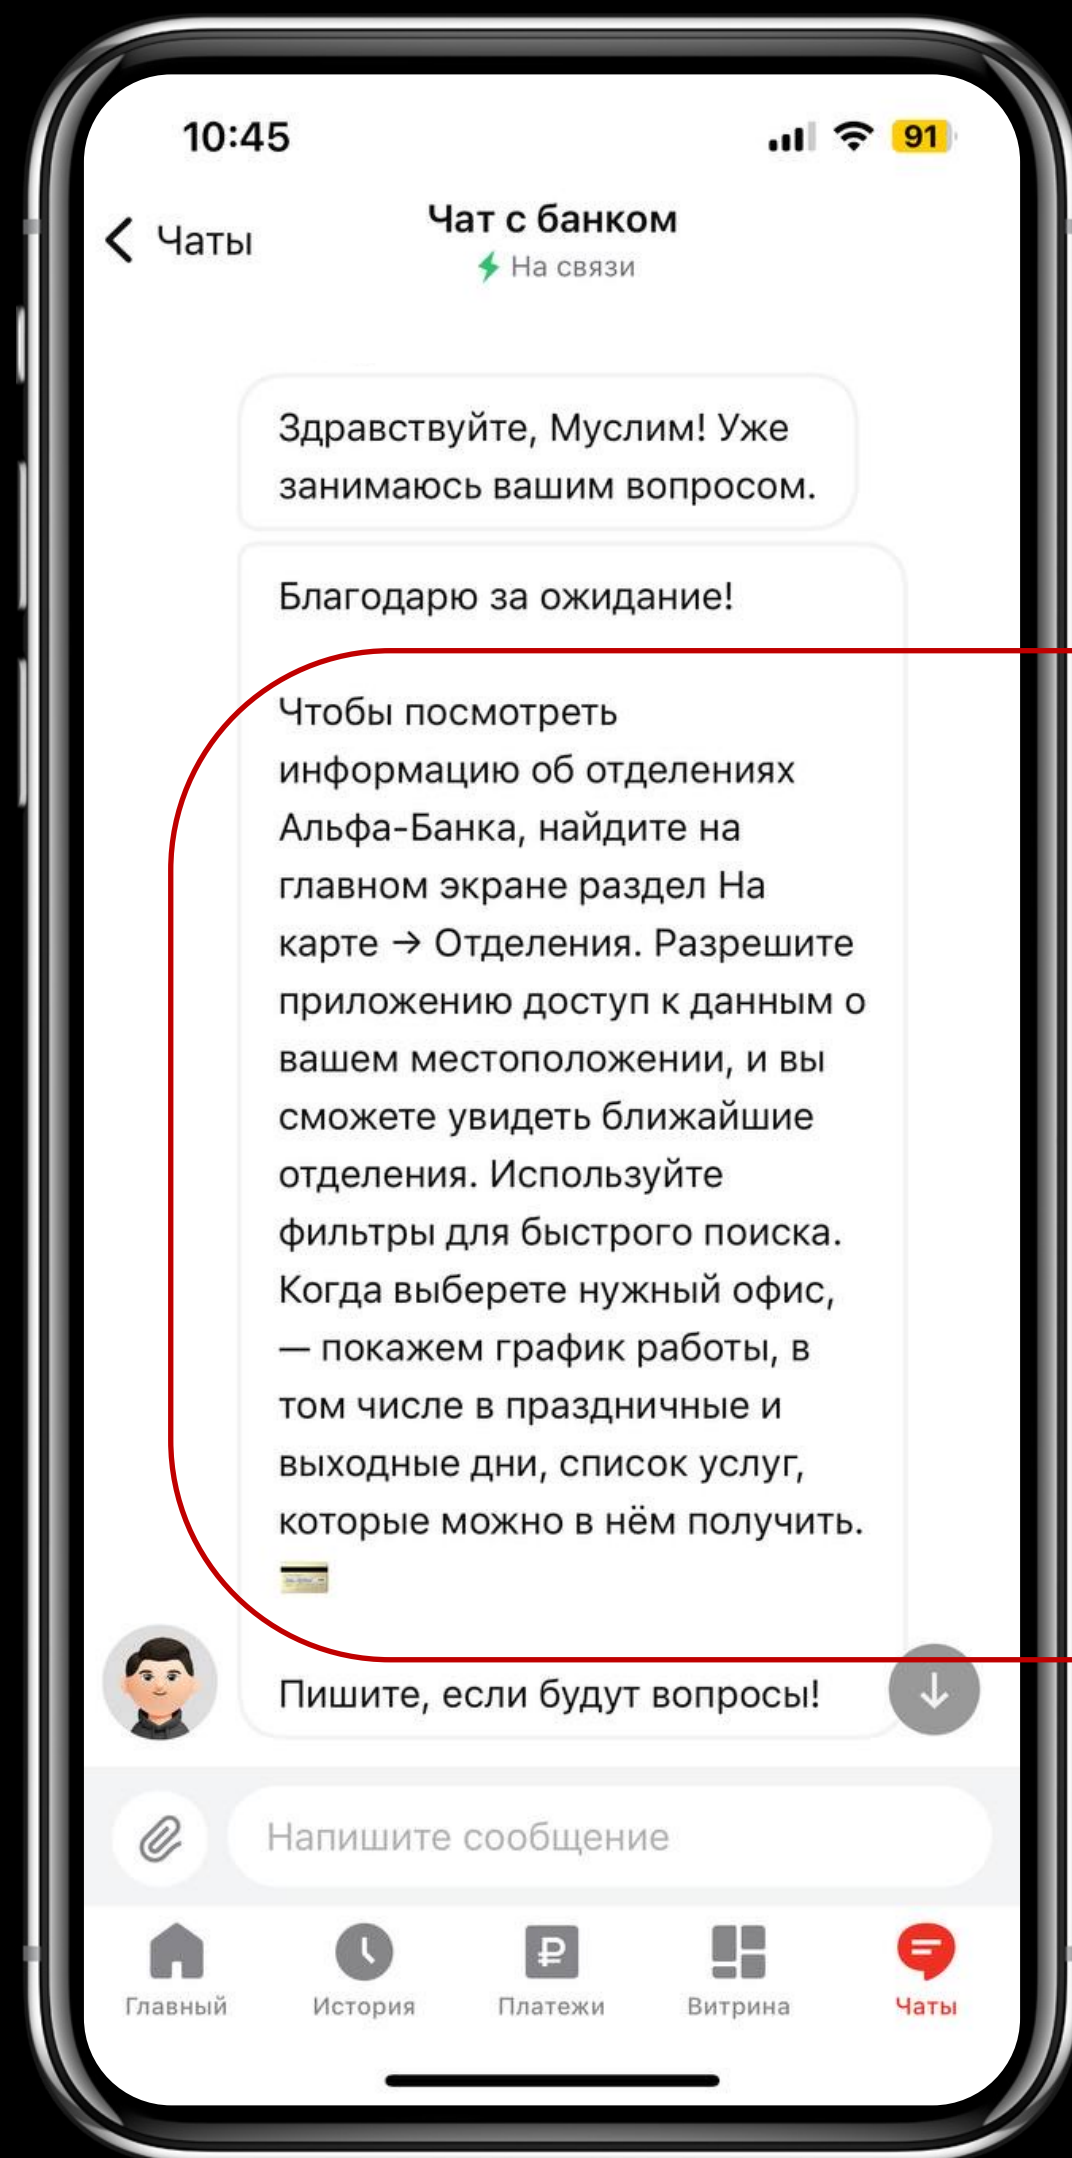 10:45
91
Чаты
Чат с банком
На связи
Здравствуйте, Муслим! Уже
занимаюсь вашим вопросом.
Благодарю за ожидание!
Чтобы посмотреть
информацию об отделениях
Альфа-Банка, найдите на
главном экране раздел На
карте → Отделения. Разрешите
приложению доступ к данным о
вашем местоположении, и вы
сможете увидеть ближайшие
отделения. Используйте
фильтры для быстрого поиска.
Когда выберете нужный офис,
— покажем график работы, в
том числе в праздничные и
выходные дни, список услуг,
которые можно в нём получить.
Пишите, если будут вопросы!
Напишите сообщение
Главный
История
Платежи
Витрина
Чаты